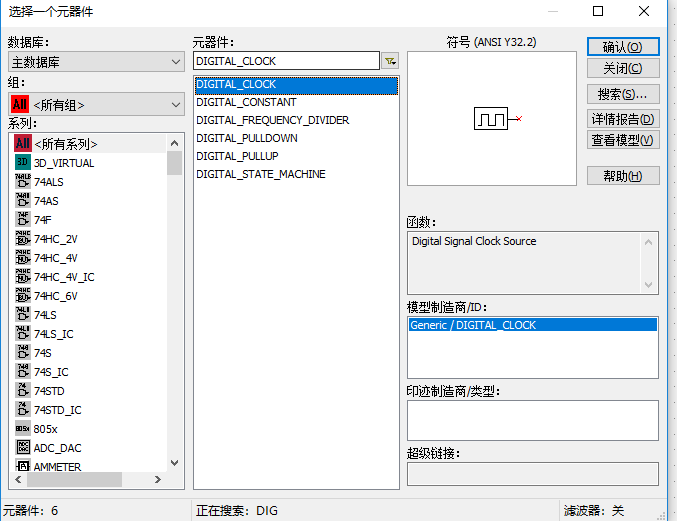 选择一个元器件
数据库:
主数据库
组:
All <所有组>
系列:
All <所有系列>
3D 3D_VIRTUAL
74ALS
74AS
74F
74HC_2V
74HC_4V
74HC_4V_IC
74HC_6V
74LS
74LS_IC
74S
74S_IC
74STD
74STD_IC
805x 805x
ADC DAC ADC_DAC
A AMMETER
元器件:
DIGITAL_CLOCK
DIGITAL_CLOCK
DIGITAL_CONSTANT
DIGITAL_FREQUENCY_DIVIDER
DIGITAL_PULLDOWN
DIGITAL_PULLUP
DIGITAL_STATE_MACHINE
符号 (ANSI Y32.2)
确认(O)
关闭(C)
搜索(S)...
详情报告(D)
查看模型(V)
帮助(H)
函数:
Digital Signal Clock Source
模型制造商/ID:
Generic / DIGITAL_CLOCK
印迹制造商/类型:
超级链接:
元器件: 6
正在搜索: DIG
滤波器: 关